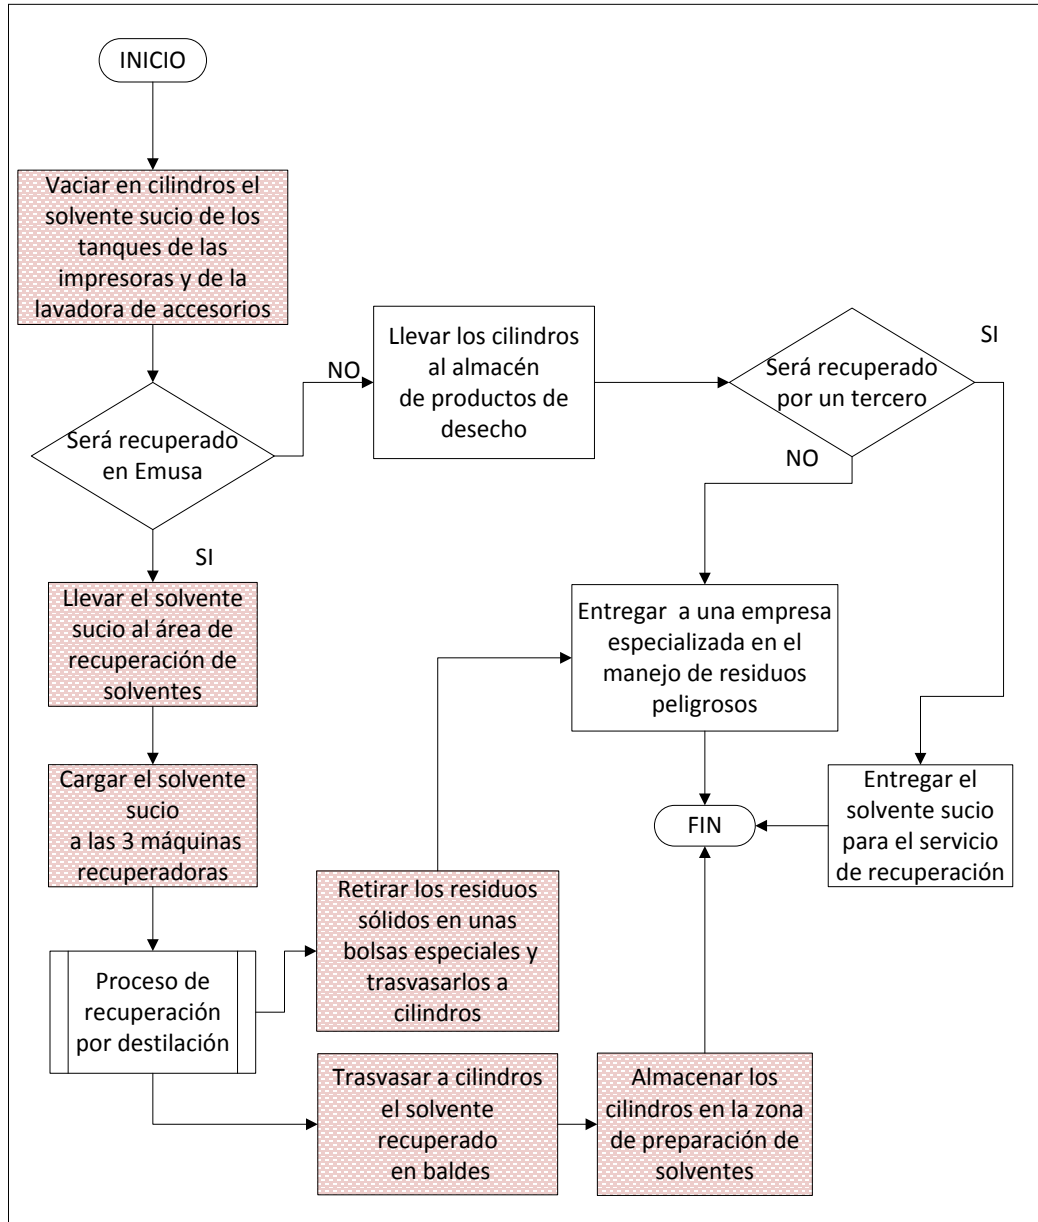 INICIO
Vaciar en cilindros el
solvente sucio de los
tanques de las
impresoras y de la
lavadora de accesorios
Será recuperado
en Emusa
NO
Llevar los cilindros
al almacén
de productos de
desecho
Será recuperado
por un tercero
SI
NO
SI
Llevar el solvente
sucio al área de
recuperación de
solventes
Entregar a una empresa
especializada en el
manejo de residuos
peligrosos
Cargar el solvente
sucio
a las 3 máquinas
recuperadoras
Entregar el
solvente sucio
para el servicio
de recuperación
FIN
Retirar los residuos
sólidos en unas
bolsas especiales y
trasvasarlos a
cilindros
Proceso de
recuperación
por destilación
Trasvasar a cilindros
el solvente
recuperado
en baldes
Almacenar los
cilindros en la zona
de preparación de
solventes